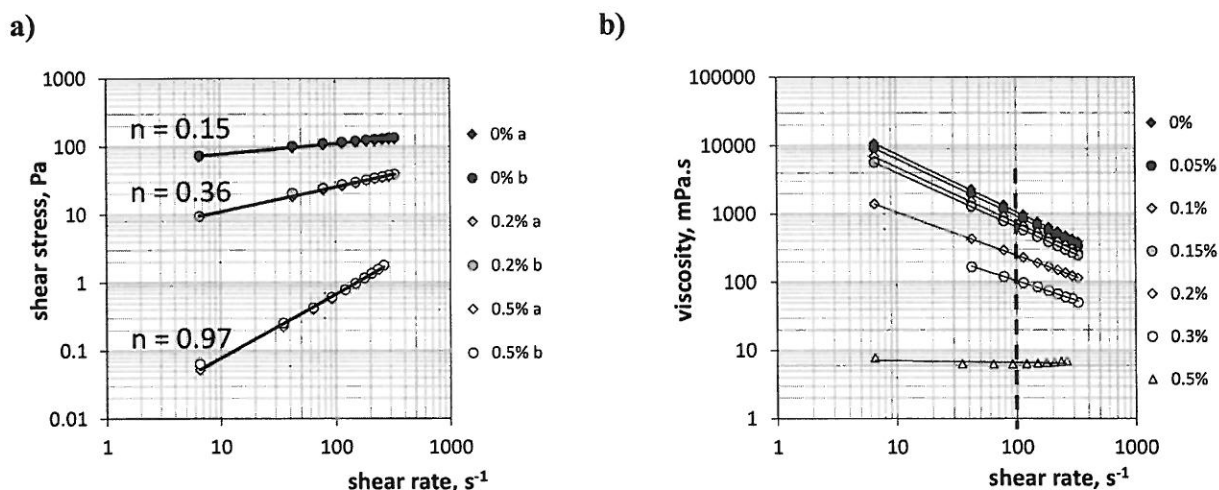 a)
1000
100
10
1
0.1
0.01
shear stress, Pa
n = 0.15
n = 0.36
n = 0.97
1
10
100
1000
shear rate, s⁻¹
0% a
0% b
0.2% a
0.2% b
0.5% a
0.5% b
b)
100000
10000
1000
100
10
1
viscosity, mPa.s
1
10
100
1000
shear rate, s⁻¹
0%
0.05%
0.1%
0.15%
0.2%
0.3%
0.5%